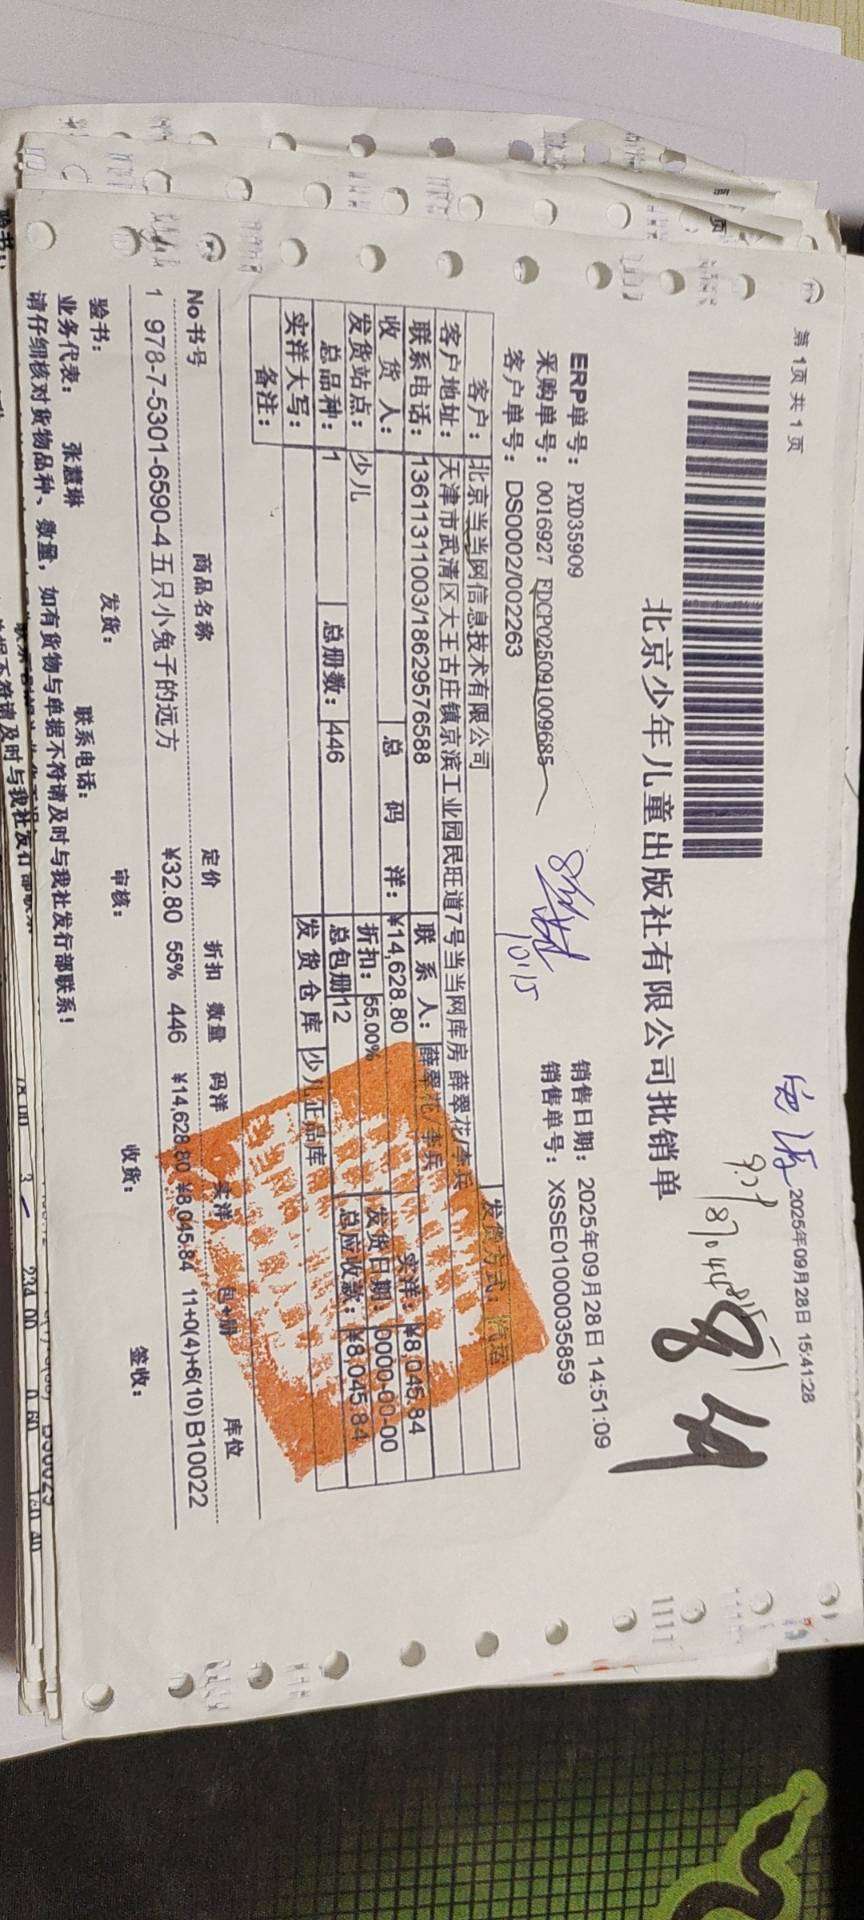 第 1页 共 1 页
2025年09月28日 15:41:28
北京少年儿童出版社有限公司批销单
ERP单号： PXD35909
销售日期： 2025年09月28日 14:51:09
采购单号： 0016927 FDCP025091009685
销售单号： XSSE01000035859
客户单号： DS0002/002263
10.15
客户： 北京当当网信息技术有限公司 发货方式： 汽运
客户地址： 天津市武清区大王古庄镇京滨工业园民旺道7号当当网库房 薛翠花/李兵
联系电话： 13611311003/18629576588 联 系 人： 薛翠花/李兵
收 货 人： 总 码 洋： ¥14,628.80 实洋： ¥8,045.84
发货站点： 少儿 折扣： 55.00% 发货日期： 0000-00-00
总品种： 1 总册数： 446 总包册 12 总应收款： ¥8,045.84
实洋大写： 发 货 仓 库 少儿正品库
备注：
No 书号 商品名称 定价 折扣 数量 码洋 实洋 包+册 库位
1 978-7-5301-6590-4 五只小兔子的远方 ¥32.80 55% 446 ¥14,628.80 ¥8,045.84 11+0(4)+6(10) B10022
验书： 发货： 审核： 收货： 签收：
业务代表： 张慧琳 联系电话：
请仔细核对货物品种、数量，如有货物与单据不符请及时与我社发行部联系！